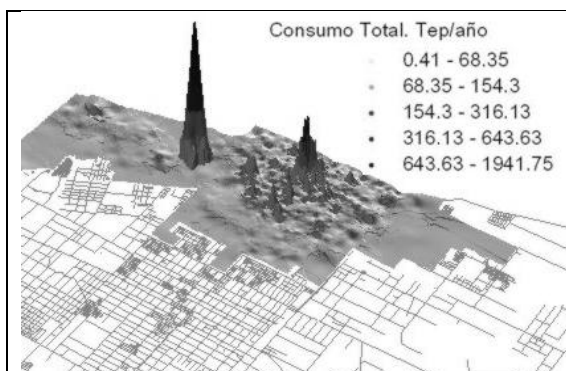 Consumo Total. Tep/año
0.41 - 68.35
68.35 - 154.3
154.3 - 316.13
316.13 - 643.63
643.63 - 1941.75